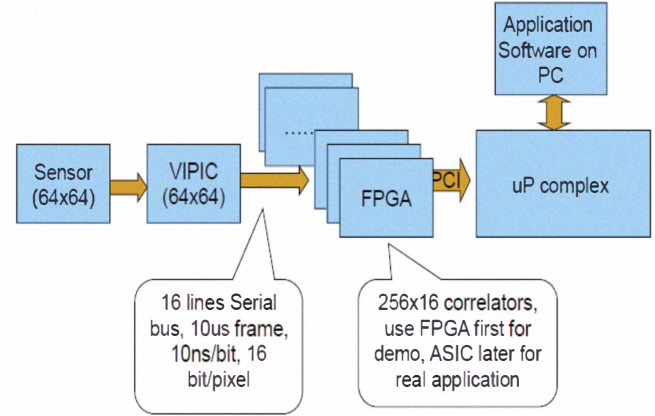 Application
Software on
PC
......
Sensor
(64x64)
VIPIC
(64x64)
FPGA
PCI
uP complex
16 lines Serial
bus, 10us frame,
10ns/bit, 16
bit/pixel
256x16 correlators,
use FPGA first for
demo, ASIC later for
real application